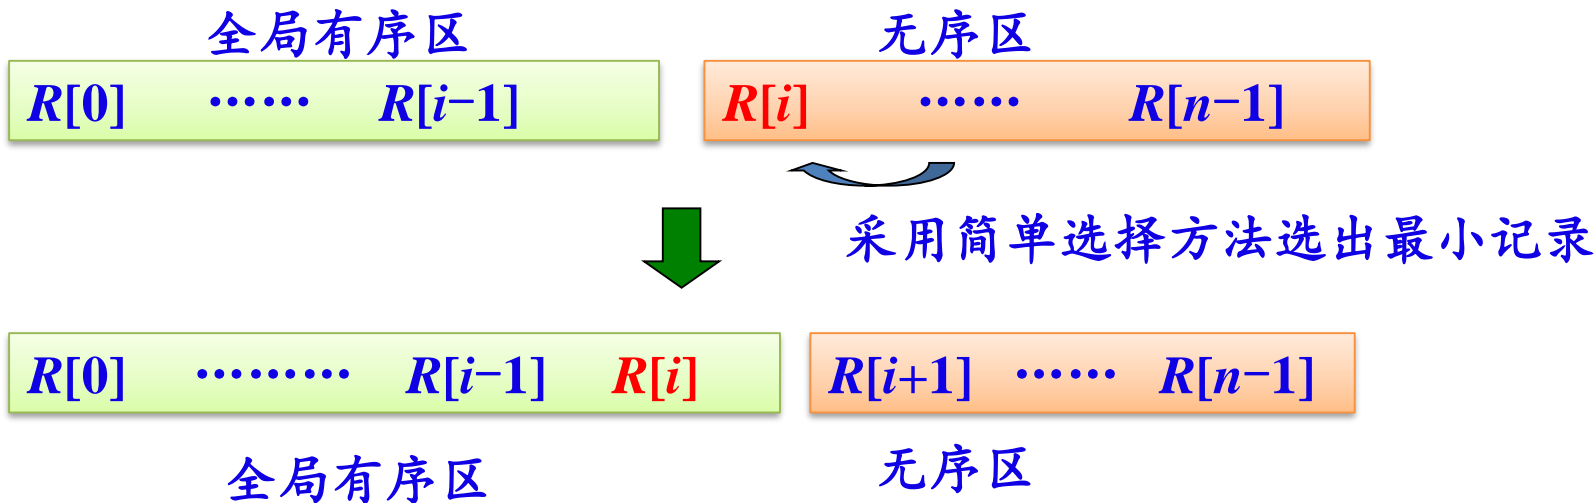 全局有序区 无序区
R[0] …… R[i−1] R[i] …… R[n−1]
采用简单选择方法选出最小记录
R[0] ……… R[i−1] R[i] R[i+1] …… R[n−1]
全局有序区 无序区